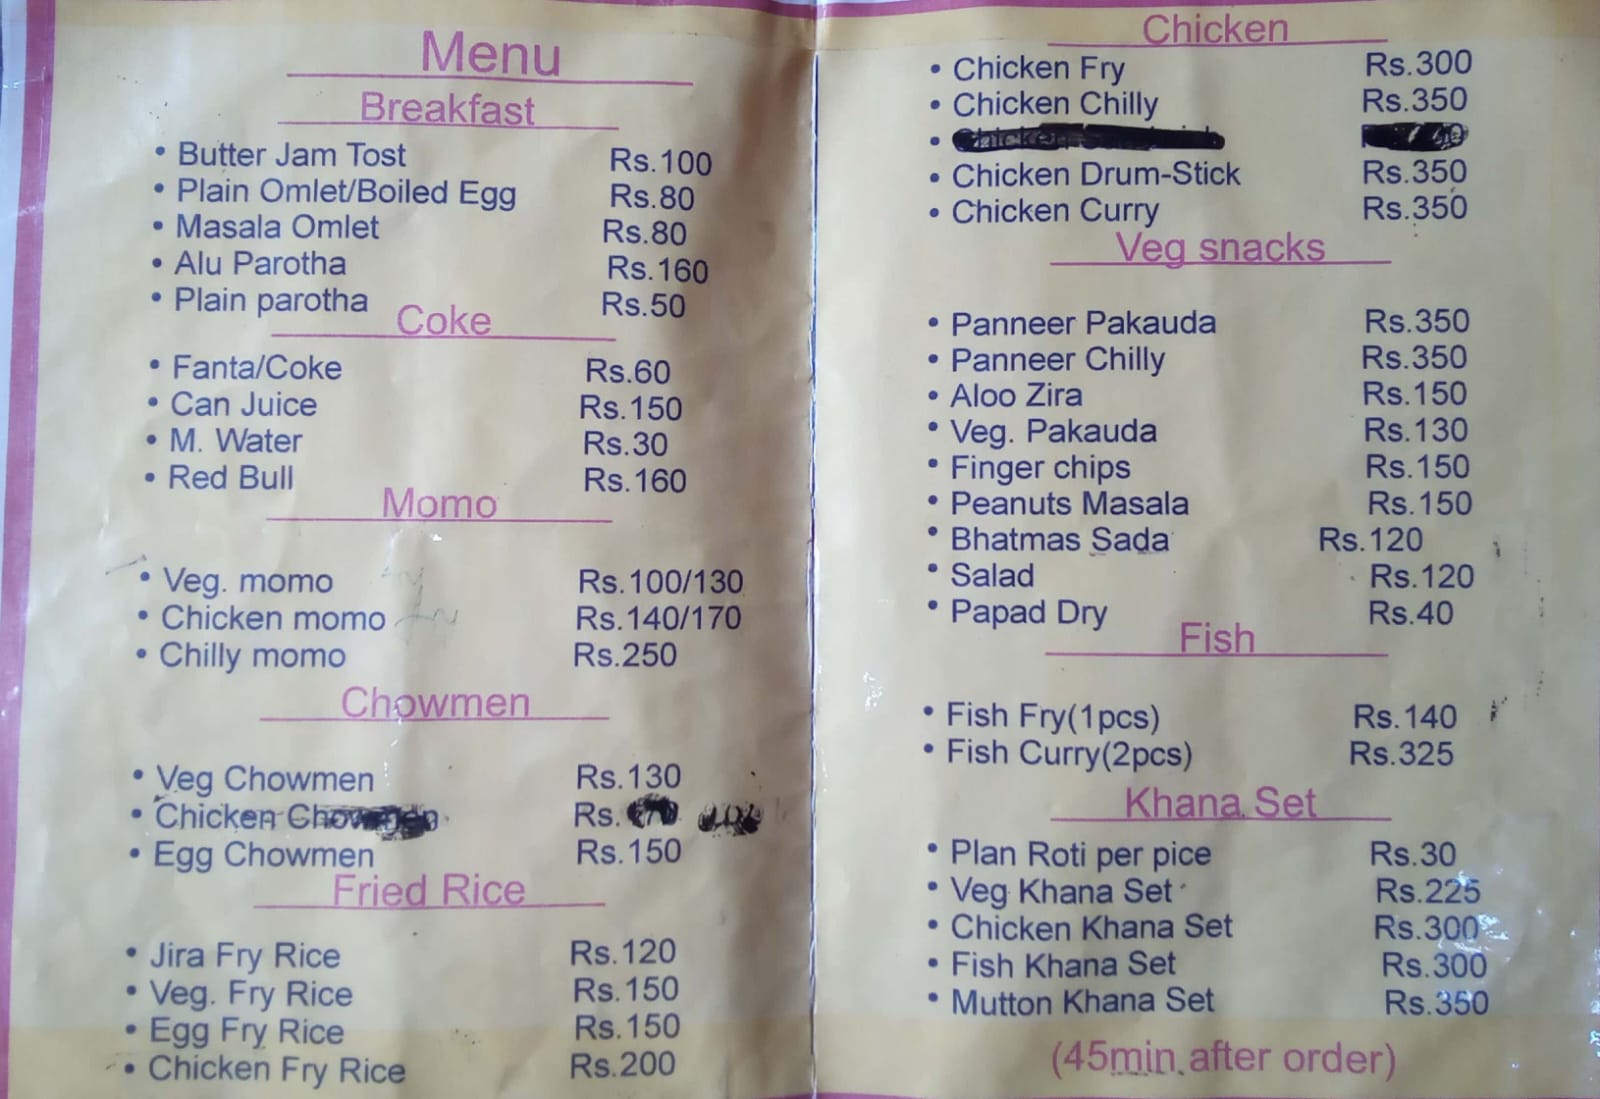 Menu
Breakfast
• Butter Jam Tost Rs.100
• Plain Omlet/Boiled Egg Rs.80
• Masala Omlet Rs.80
• Alu Parotha Rs.160
• Plain parotha Rs.50
Coke
• Fanta/Coke Rs.60
• Can Juice Rs.150
• M. Water Rs.30
• Red Bull Rs.160
Momo
• Veg. momo Rs.100/130
• Chicken momo Rs.140/170
• Chilly momo Rs.250
Chowmen
• Veg Chowmen Rs.130
• Chicken Chowmen Rs.
• Egg Chowmen Rs.150
Fried Rice
• Jira Fry Rice Rs.120
• Veg. Fry Rice Rs.150
• Egg Fry Rice Rs.150
• Chicken Fry Rice Rs.200
Chicken
• Chicken Fry Rs.300
• Chicken Chilly Rs.350
• Chicken
• Chicken Drum-Stick Rs.350
• Chicken Curry Rs.350
Veg snacks
• Panneer Pakauda Rs.350
• Panneer Chilly Rs.350
• Aloo Zira Rs.150
• Veg. Pakauda Rs.130
• Finger chips Rs.150
• Peanuts Masala Rs.150
• Bhatmas Sada Rs.120
• Salad Rs.120
• Papad Dry Rs.40
Fish
• Fish Fry(1pcs) Rs.140
• Fish Curry(2pcs) Rs.325
Khana Set
• Plan Roti per pice Rs.30
• Veg Khana Set Rs.225
• Chicken Khana Set Rs.300
• Fish Khana Set Rs.300
• Mutton Khana Set Rs.350
(45min after order)